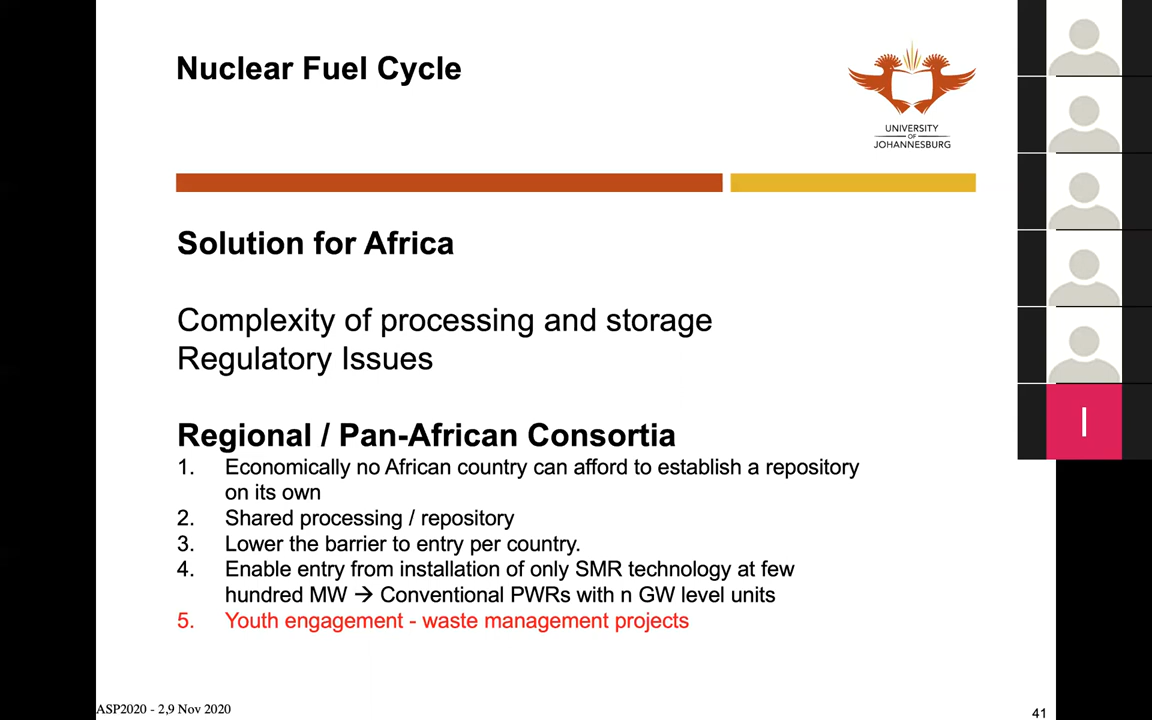 Nuclear Fuel Cycle
UNIVERSITY
OF
JOHANNESBURG
Solution for Africa
Complexity of processing and storage
Regulatory Issues
Regional / Pan-African Consortia
1. Economically no African country can afford to establish a repository
on its own
2. Shared processing / repository
3. Lower the barrier to entry per country.
4. Enable entry from installation of only SMR technology at few
hundred MW → Conventional PWRs with n GW level units
5. Youth engagement - waste management projects
I
ASP2020 - 2,9 Nov 2020
41